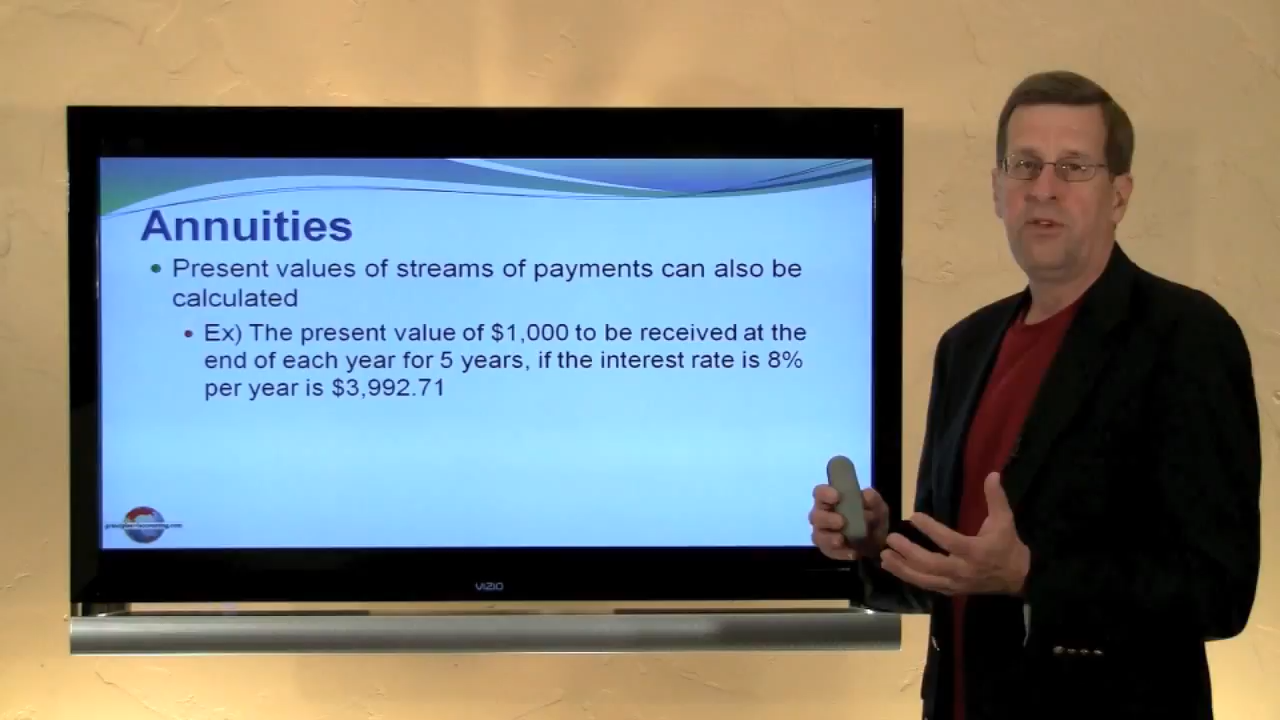 Annuities
Present values of streams of payments can also be
calculated
Ex) The present value of $1,000 to be received at the
end of each year for 5 years, if the interest rate is 8%
per year is $3,992.71
VIZIO